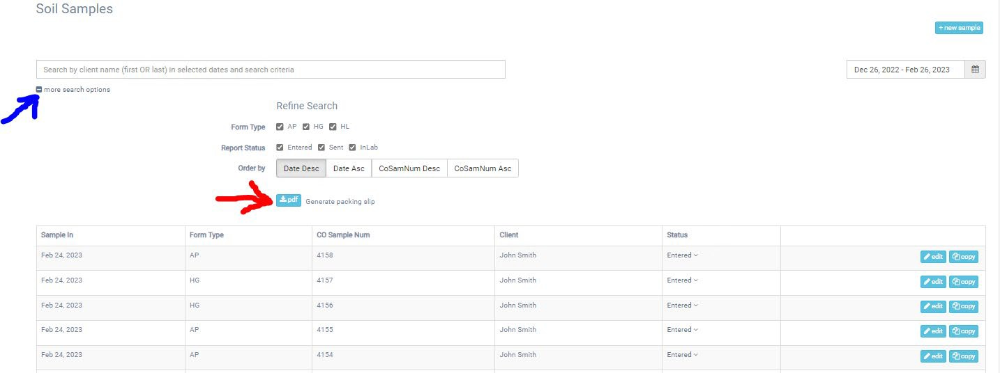 Soil Samples
+ new sample
Search by client name (first OR last) in selected dates and search criteria
Dec 26, 2022 - Feb 26, 2023
more search options
Refine Search
Form Type AP HG HL
Report Status Entered Sent InLab
Order by Date Desc Date Asc CoSamNum Desc CoSamNum Asc
pdf Generate packing slip
Sample In Form Type CO Sample Num Client Status
Feb 24, 2023 AP 4158 John Smith Entered edit copy
Feb 24, 2023 HG 4157 John Smith Entered edit copy
Feb 24, 2023 HG 4156 John Smith Entered edit copy
Feb 24, 2023 AP 4155 John Smith Entered edit copy
Feb 24, 2023 AP 4154 John Smith Entered edit copy